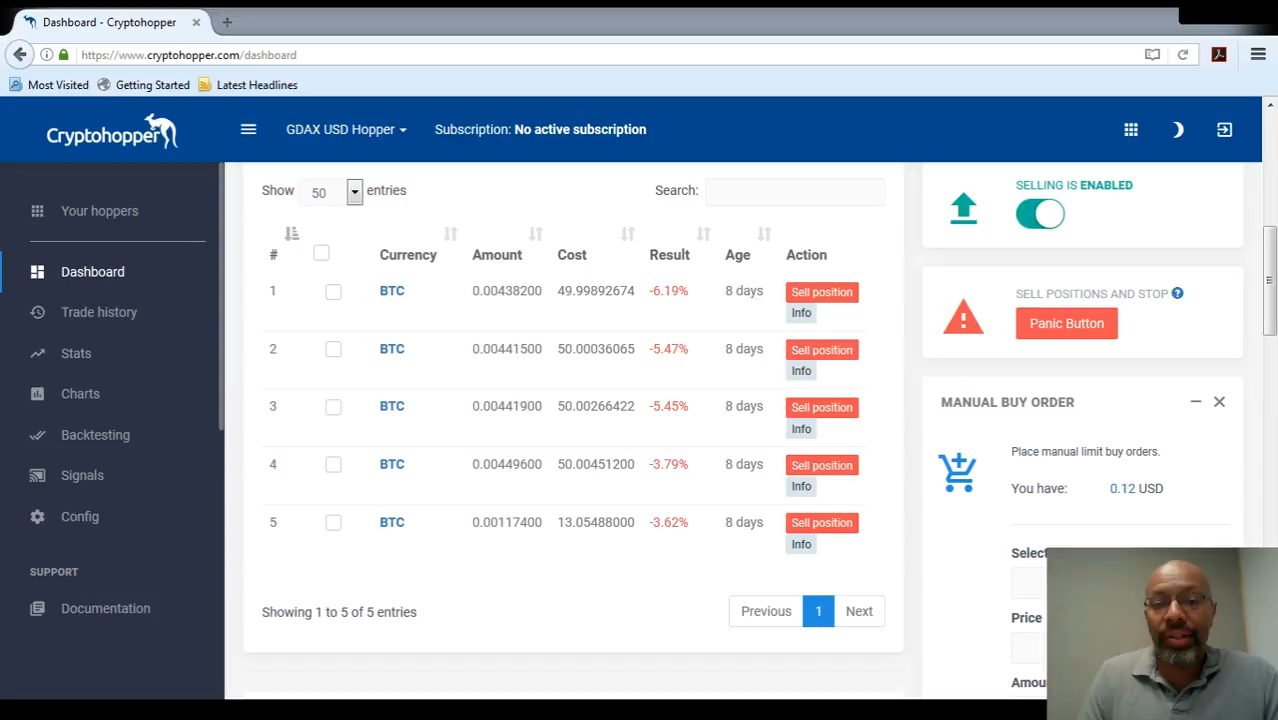 Dashboard - Cryptohopper
https://www.cryptohopper.com/dashboard
Most Visited Getting Started Latest Headlines
Cryptohopper
GDAX USD Hopper
Subscription: No active subscription
Your hoppers
Dashboard
Trade history
Stats
Charts
Backtesting
Signals
Config
SUPPORT
Documentation
Show 50 entries
Search:
# Currency Amount Cost Result Age Action
1 BTC 0.00438200 49.99892674 -6.19% 8 days Sell position
Info
2 BTC 0.00441500 50.00036065 -5.47% 8 days Sell position
Info
3 BTC 0.00441900 50.00266422 -5.45% 8 days Sell position
Info
4 BTC 0.00449600 50.00451200 -3.79% 8 days Sell position
Info
5 BTC 0.00117400 13.05488000 -3.62% 8 days Sell position
Info
Showing 1 to 5 of 5 entries
Previous 1 Next
SELLING IS ENABLED
SELL POSITIONS AND STOP ?
Panic Button
MANUAL BUY ORDER
Place manual limit buy orders.
You have: 0.12 USD
Select
Price
Amou